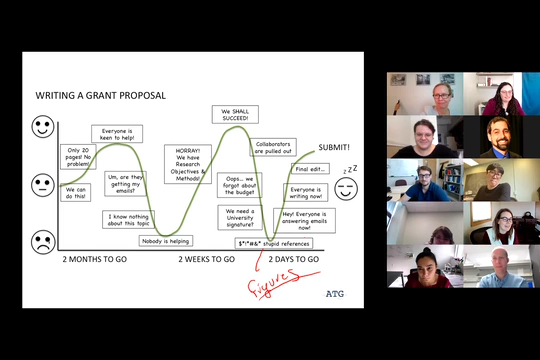 WRITING A GRANT PROPOSAL
We SHALL
SUCCEED!
Everyone is
keen to help!
Only 20
pages! No
problem!
HORRAY!
We have
Research
Objectives &
Methods!
Collaborators
are pulled out
SUBMIT!
Final edit...
zzz
Um, are they
getting my
emails?
Oops... we
forgot about
the budget
We can
do this!
Everyone is
writing now!
I know nothing
about this topic
We need a
University
signature?
Hey! Everyone is
answering emails
now!
Nobody is helping
$*!*#&* stupid references
2 MONTHS TO GO
2 WEEKS TO GO
2 DAYS TO GO
figures
ATG